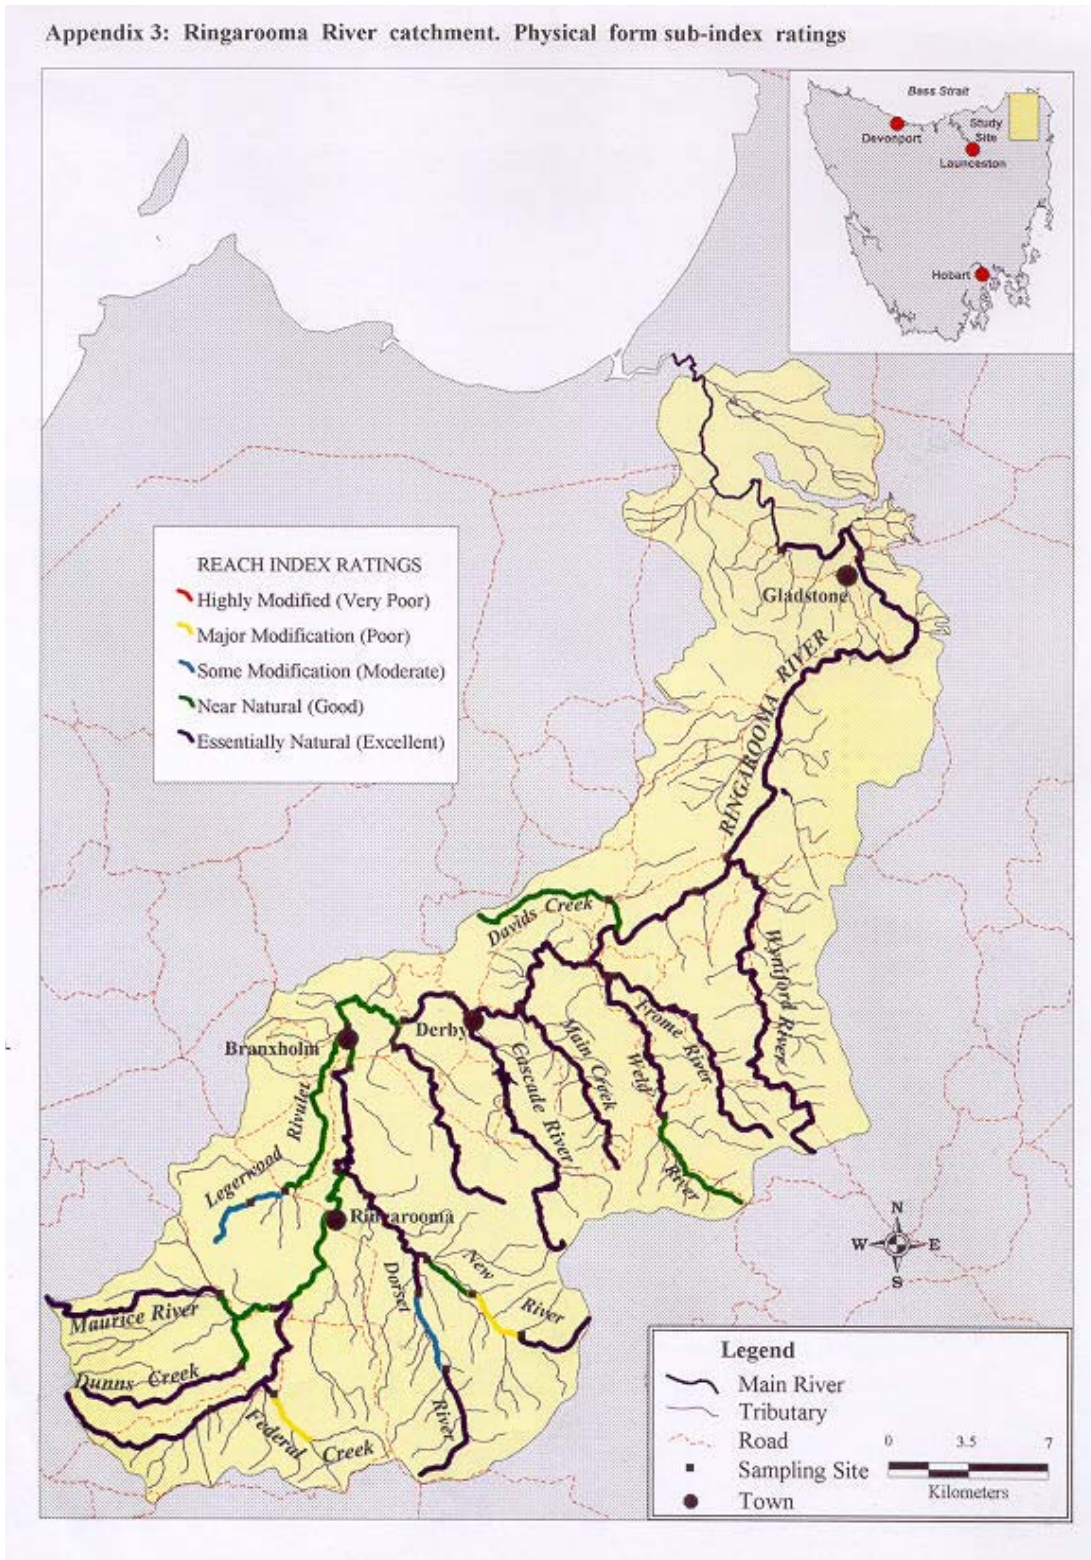 Appendix 3: Ringarooma River catchment. Physical form sub-index ratings
Bass Strait
Devonport
Study
Site
Launceston
Hobart
REACH INDEX RATINGS
Highly Modified (Very Poor)
Major Modification (Poor)
Some Modification (Moderate)
Near Natural (Good)
Essentially Natural (Excellent)
Gladstone
RINGAROOMA RIVER
Davids Creek
Wyniford River
Derby
Branxholm
Cascade River
Main Creek
Weld
River
Frome River
Legerwood Rivulet
Ringarooma
New
River
Dorset
River
Maurice River
Dunns Creek
Federal Creek
N
W
E
S
Legend
Main River
Tributary
Road
Sampling Site
Town
0 3.5 7
Kilometers